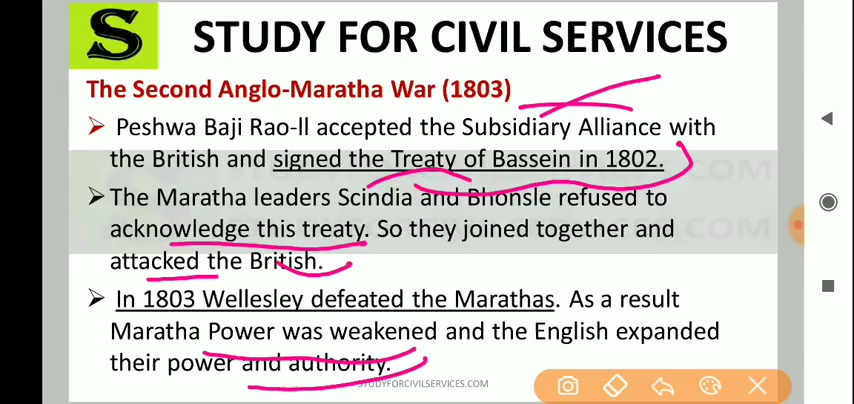 S STUDY FOR CIVIL SERVICES
The Second Anglo-Maratha War (1803)
➢ Peshwa Baji Rao-ll accepted the Subsidiary Alliance with
the British and signed the Treaty of Bassein in 1802.
➢ The Maratha leaders Scindia and Bhonsle refused to
acknowledge this treaty. So they joined together and
attacked the British.
➢ In 1803 Wellesley defeated the Marathas. As a result
Maratha Power was weakened and the English expanded
their power and authority.
STUDYFORCIVILSERVICES.COM